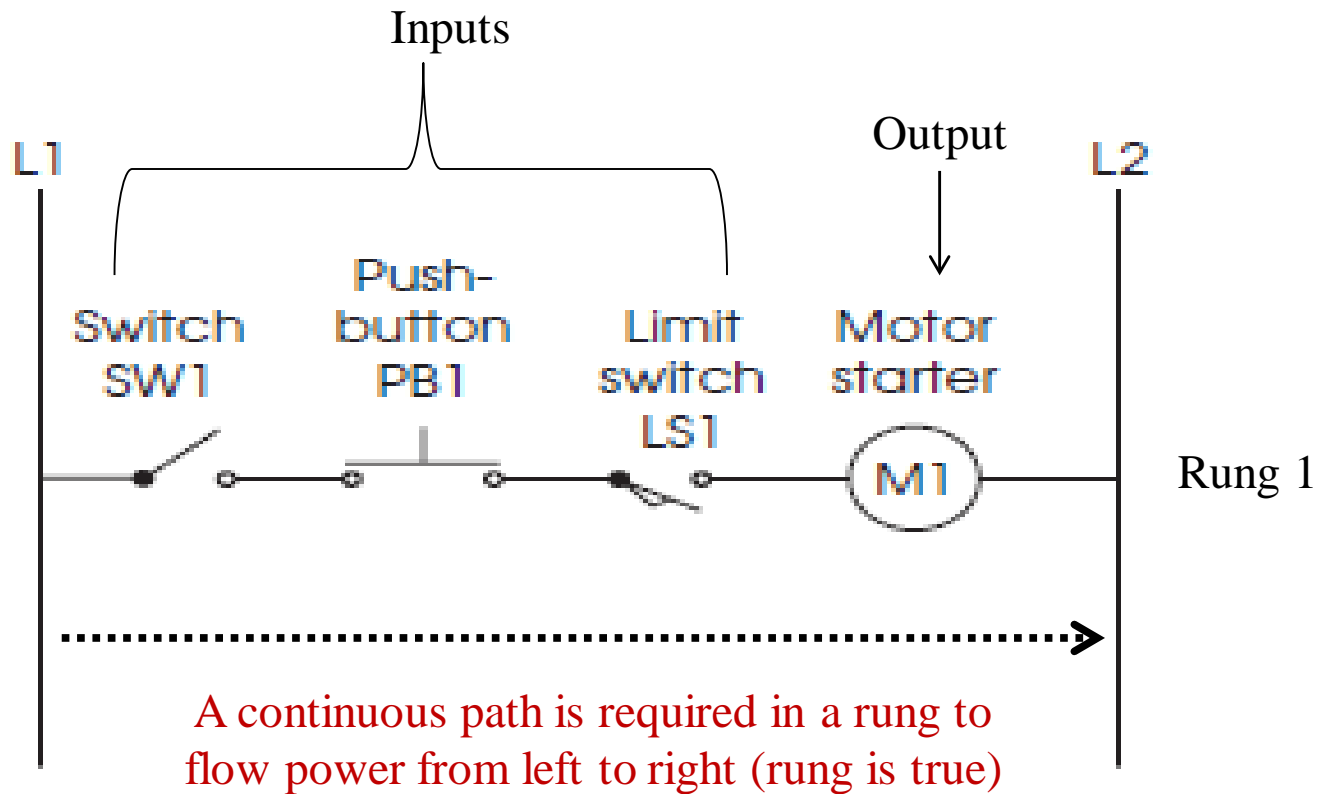 Inputs
Output
L1
L2
Switch
SW1
Push-
button
PB1
Limit
switch
LS1
Motor
starter
M1
Rung 1
A continuous path is required in a rung to
flow power from left to right (rung is true)